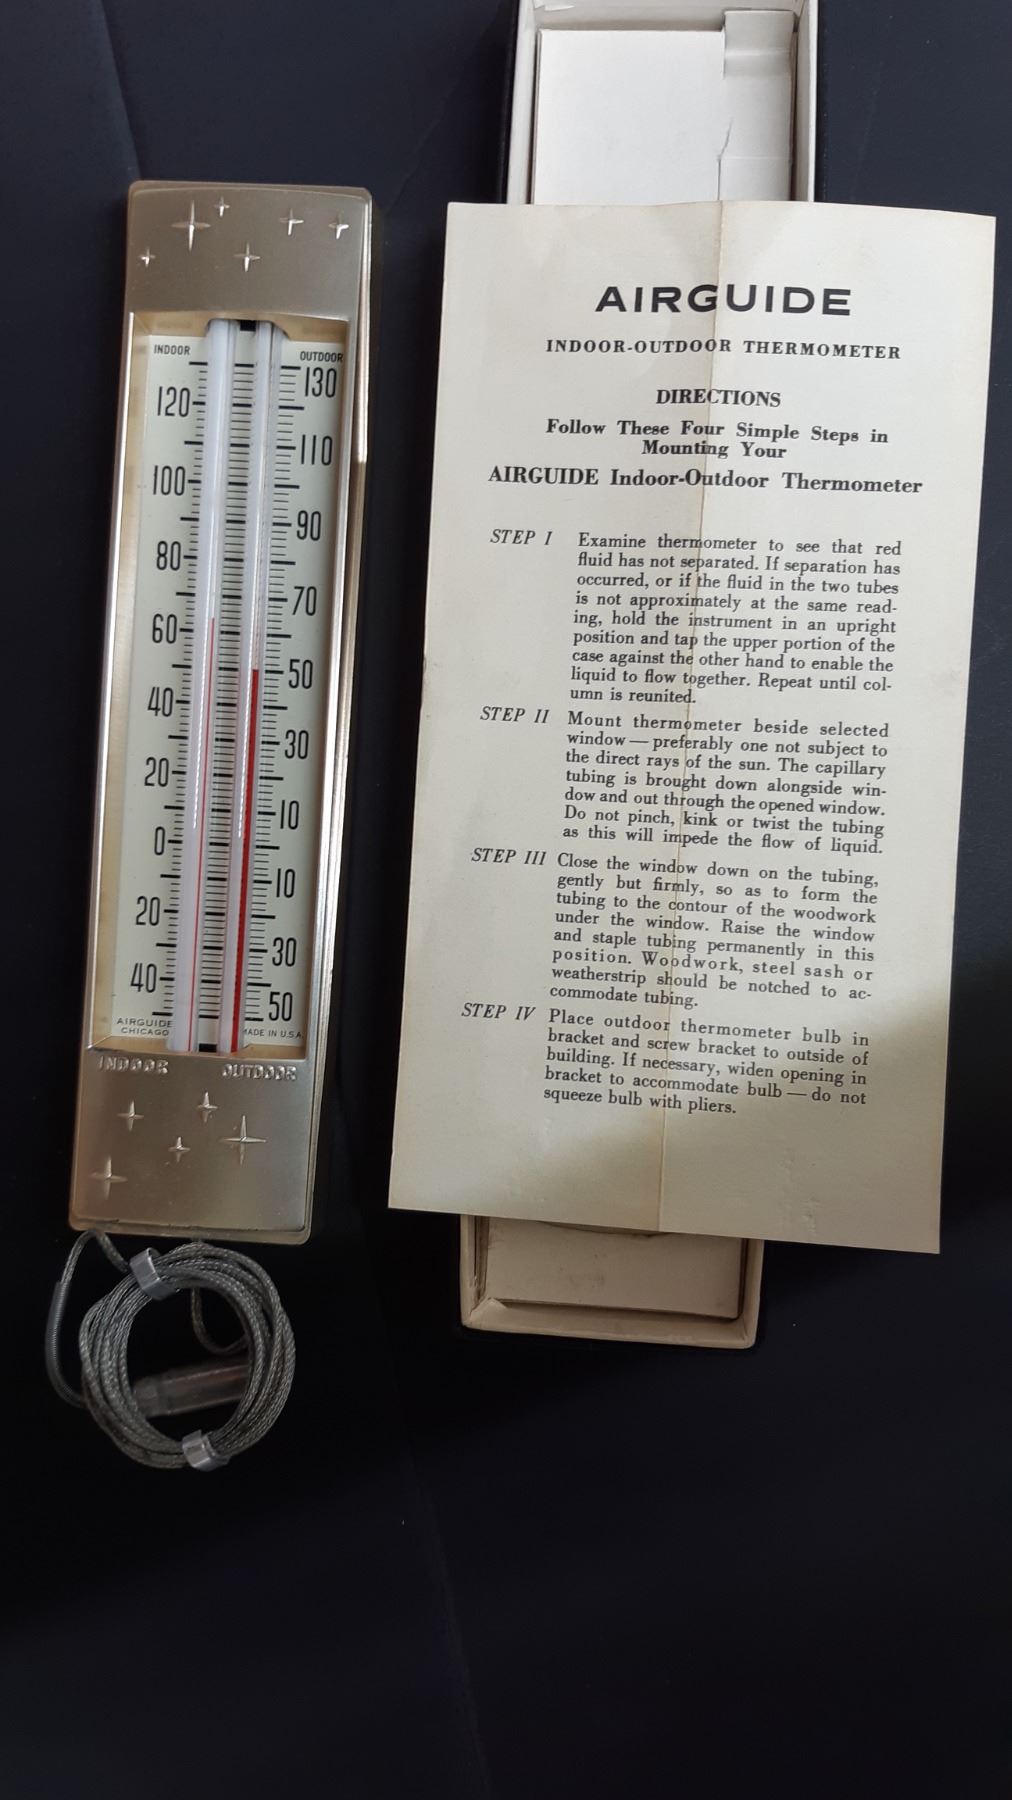 INDOOR
OUTDOOR
130
120
110
100
90
80
70
60
50
40
30
20
10
0
10
20
30
40
50
AIRGUIDE
CHICAGO
MADE IN U.S.A.
INDOOR
OUTDOOR
AIRGUIDE
INDOOR-OUTDOOR THERMOMETER
DIRECTIONS
Follow These Four Simple Steps in
Mounting Your
AIRGUIDE Indoor-Outdoor Thermometer
STEP I Examine thermometer to see that red
fluid has not separated. If separation has
occurred, or if the fluid in the two tubes
is not approximately at the same read-
ing, hold the instrument in an upright
position and tap the upper portion of the
case against the other hand to enable the
liquid to flow together. Repeat until col-
umn is reunited.
STEP II Mount thermometer beside selected
window — preferably one not subject to
the direct rays of the sun. The capillary
tubing is brought down alongside win-
dow and out through the opened window.
Do not pinch, kink or twist the tubing
as this will impede the flow of liquid.
STEP III Close the window down on the tubing,
gently but firmly, so as to form the
tubing to the contour of the woodwork
under the window. Raise the window
and staple tubing permanently in this
position. Woodwork, steel sash or
weatherstrip should be notched to ac-
commodate tubing.
STEP IV Place outdoor thermometer bulb in
bracket and screw bracket to outside of
building. If necessary, widen opening in
bracket to accommodate bulb — do not
squeeze bulb with pliers.